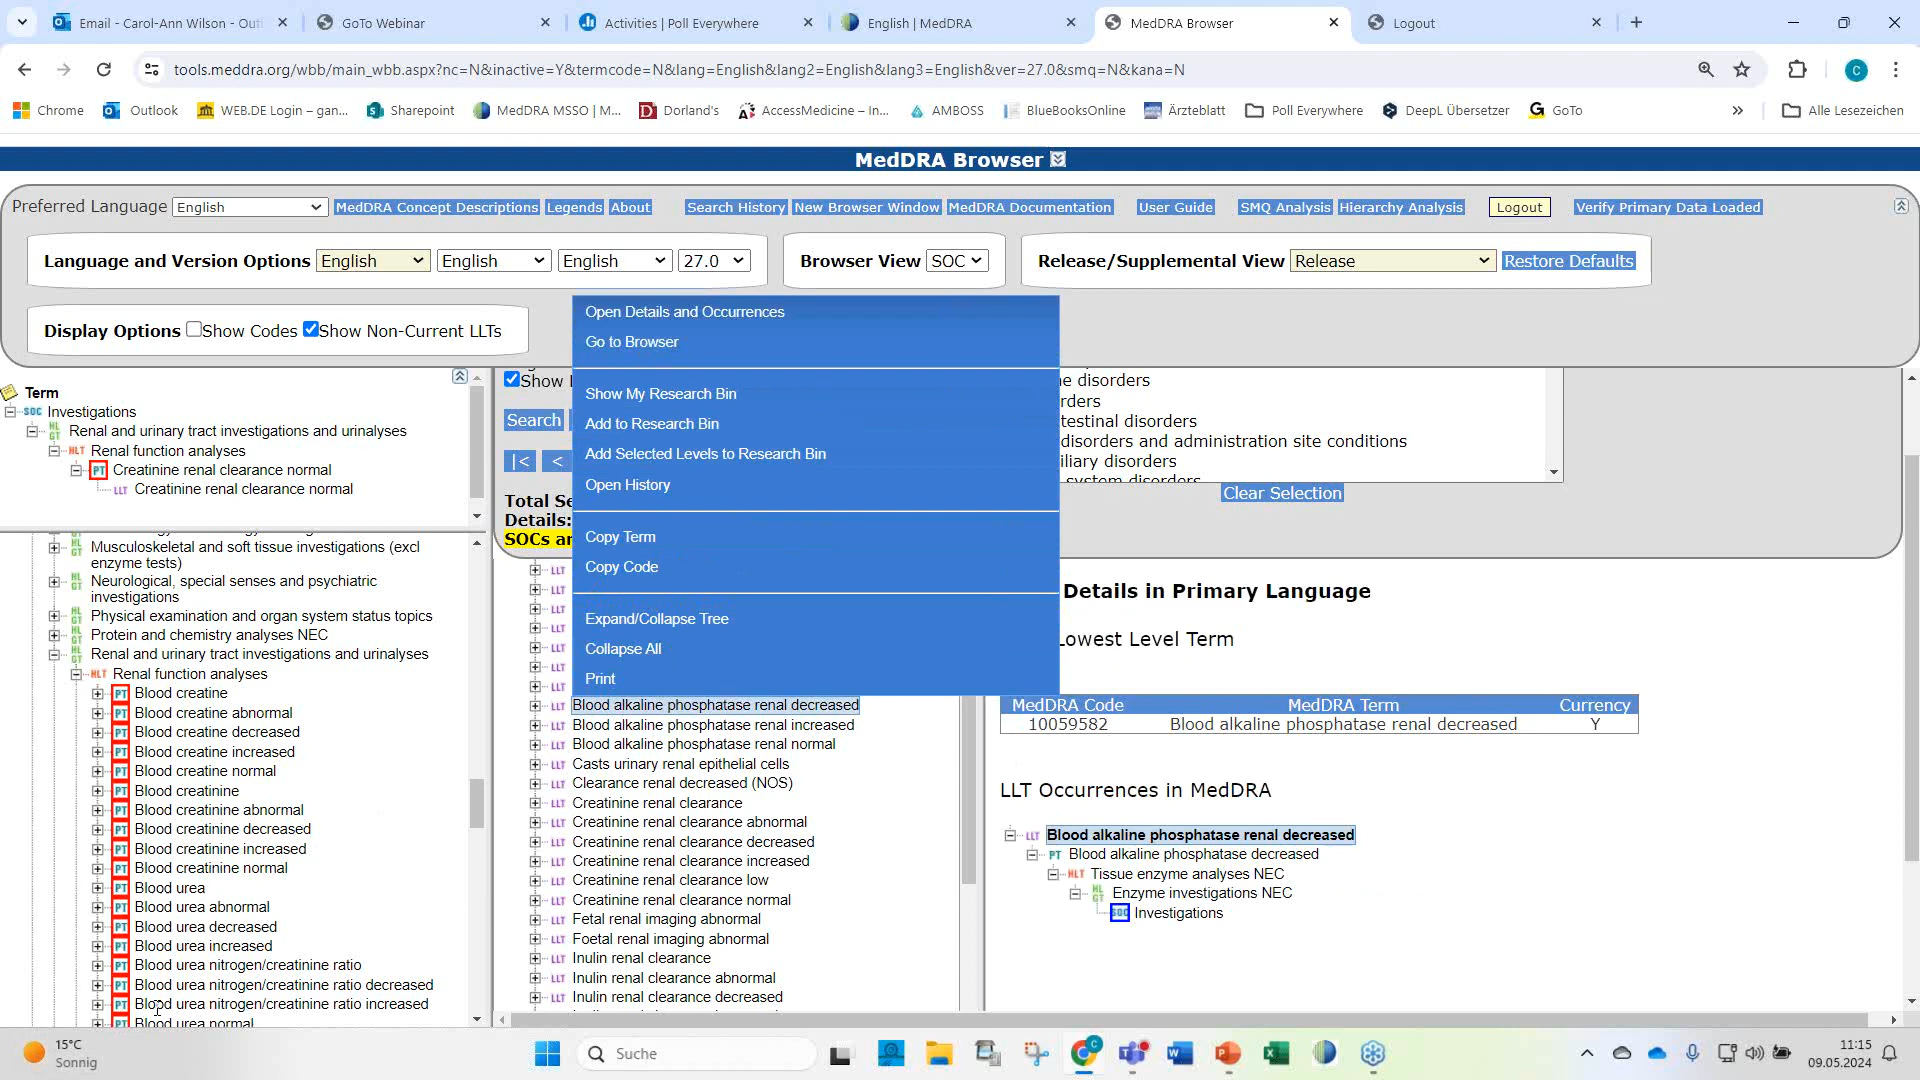 Email - Carol-Ann Wilson - Out
GoTo Webinar
Activities | Poll Everywhere
English | MedDRA
MedDRA Browser
Logout
tools.meddra.org/wbb/main_wbb.aspx?nc=N&inactive=Y&termcode=N&lang=English&lang2=English&lang3=English&ver=27.0&smq=N&kana=N
C
Chrome
Outlook
WEB.DE Login – gan...
Sharepoint
MedDRA MSSO | M...
Dorland's
AccessMedicine – In...
AMBOSS
BlueBooksOnline
Ärzteblatt
Poll Everywhere
DeepL Übersetzer
GoTo
»
Alle Lesezeichen
MedDRA Browser
Preferred Language English MedDRA Concept Descriptions Legends About Search History New Browser Window MedDRA Documentation User Guide SMQ Analysis Hierarchy Analysis Logout Verify Primary Data Loaded
Language and Version Options English English English 27.0
Browser View SOC
Release/Supplemental View Release Restore Defaults
Display Options Show Codes Show Non-Current LLTs
Open Details and Occurrences
Go to Browser
Show My Research Bin
Add to Research Bin
Add Selected Levels to Research Bin
Open History
Copy Term
Copy Code
Expand/Collapse Tree
Collapse All
Print
Term
SOC Investigations
HLGT Renal and urinary tract investigations and urinalyses
HLT Renal function analyses
PT Creatinine renal clearance normal
LLT Creatinine renal clearance normal
HLGT Musculoskeletal and soft tissue investigations (excl
enzyme tests)
HLGT Neurological, special senses and psychiatric
investigations
HLGT Physical examination and organ system status topics
HLGT Protein and chemistry analyses NEC
HLGT Renal and urinary tract investigations and urinalyses
HLT Renal function analyses
PT Blood creatine
PT Blood creatine abnormal
PT Blood creatine decreased
PT Blood creatine increased
PT Blood creatine normal
PT Blood creatinine
PT Blood creatinine abnormal
PT Blood creatinine decreased
PT Blood creatinine increased
PT Blood creatinine normal
PT Blood urea
PT Blood urea abnormal
PT Blood urea decreased
PT Blood urea increased
PT Blood urea nitrogen/creatinine ratio
PT Blood urea nitrogen/creatinine ratio decreased
PT Blood urea nitrogen/creatinine ratio increased
PT Blood urea normal
Show
Search
|< <
Total Se
Details:
SOCs an
e disorders
rders
testinal disorders
disorders and administration site conditions
iliary disorders
system disorders
Clear Selection
LLT
LLT
LLT
LLT
LLT
LLT
LLT
LLT Blood alkaline phosphatase renal decreased
LLT Blood alkaline phosphatase renal increased
LLT Blood alkaline phosphatase renal normal
LLT Casts urinary renal epithelial cells
LLT Clearance renal decreased (NOS)
LLT Creatinine renal clearance
LLT Creatinine renal clearance abnormal
LLT Creatinine renal clearance decreased
LLT Creatinine renal clearance increased
LLT Creatinine renal clearance low
LLT Creatinine renal clearance normal
LLT Fetal renal imaging abnormal
LLT Foetal renal imaging abnormal
LLT Inulin renal clearance
LLT Inulin renal clearance abnormal
LLT Inulin renal clearance decreased
Details in Primary Language
Lowest Level Term
MedDRA Code MedDRA Term Currency
10059582 Blood alkaline phosphatase renal decreased Y
LLT Occurrences in MedDRA
LLT Blood alkaline phosphatase renal decreased
PT Blood alkaline phosphatase decreased
HLT Tissue enzyme analyses NEC
HLGT Enzyme investigations NEC
SOC Investigations
15°C
Sonnig
Suche
11:15
09.05.2024